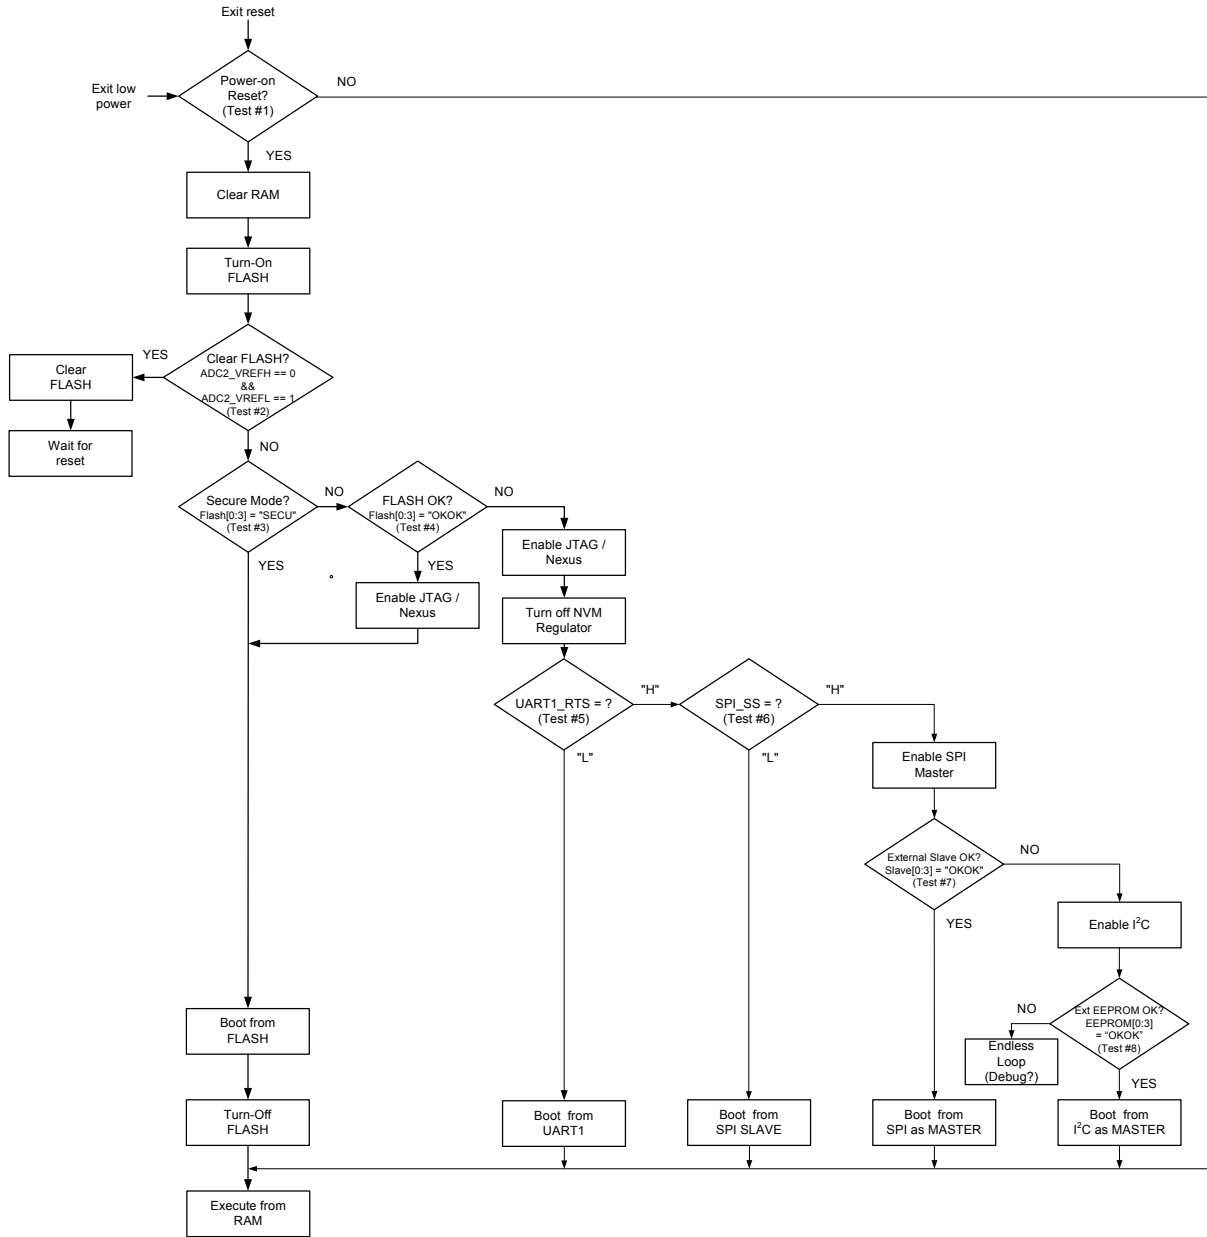 Exit reset
Power-on
Reset?
(Test #1)
NO
Exit low
power
YES
Clear RAM
Turn-On
FLASH
Clear FLASH?
ADC2_VREFH == 0
&&
ADC2_VREFL == 1
(Test #2)
YES
Clear
FLASH
Wait for
reset
NO
Secure Mode?
Flash[0:3] = "SECU"
(Test #3)
NO
FLASH OK?
Flash[0:3] = "OKOK"
(Test #4)
NO
YES
YES
Enable JTAG /
Nexus
Enable JTAG /
Nexus
Turn off NVM
Regulator
UART1_RTS = ?
(Test #5)
"H"
"L"
SPI_SS = ?
(Test #6)
"H"
"L"
Enable SPI
Master
External Slave OK?
Slave[0:3] = "OKOK"
(Test #7)
NO
YES
Enable I²C
Ext EEPROM OK?
EEPROM[0:3]
= “OKOK”
(Test #8)
NO
YES
Endless
Loop
(Debug?)
Boot from
FLASH
Turn-Off
FLASH
Boot from
UART1
Boot from
SPI SLAVE
Boot from
SPI as MASTER
Boot from
I²C as MASTER
Execute from
RAM